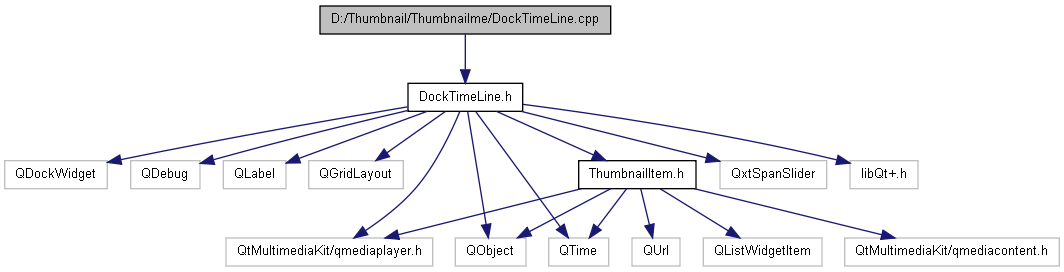 D:/Thumbnail/Thumbnailme/DockTimeLine.cpp
DockTimeLine.h
QDockWidget
QDebug
QLabel
QGridLayout
ThumbnailItem.h
QxtSpanSlider
libQt+.h
QtMultimediaKit/qmediaplayer.h
QObject
QTime
QUrl
QListWidgetItem
QtMultimediaKit/qmediacontent.h